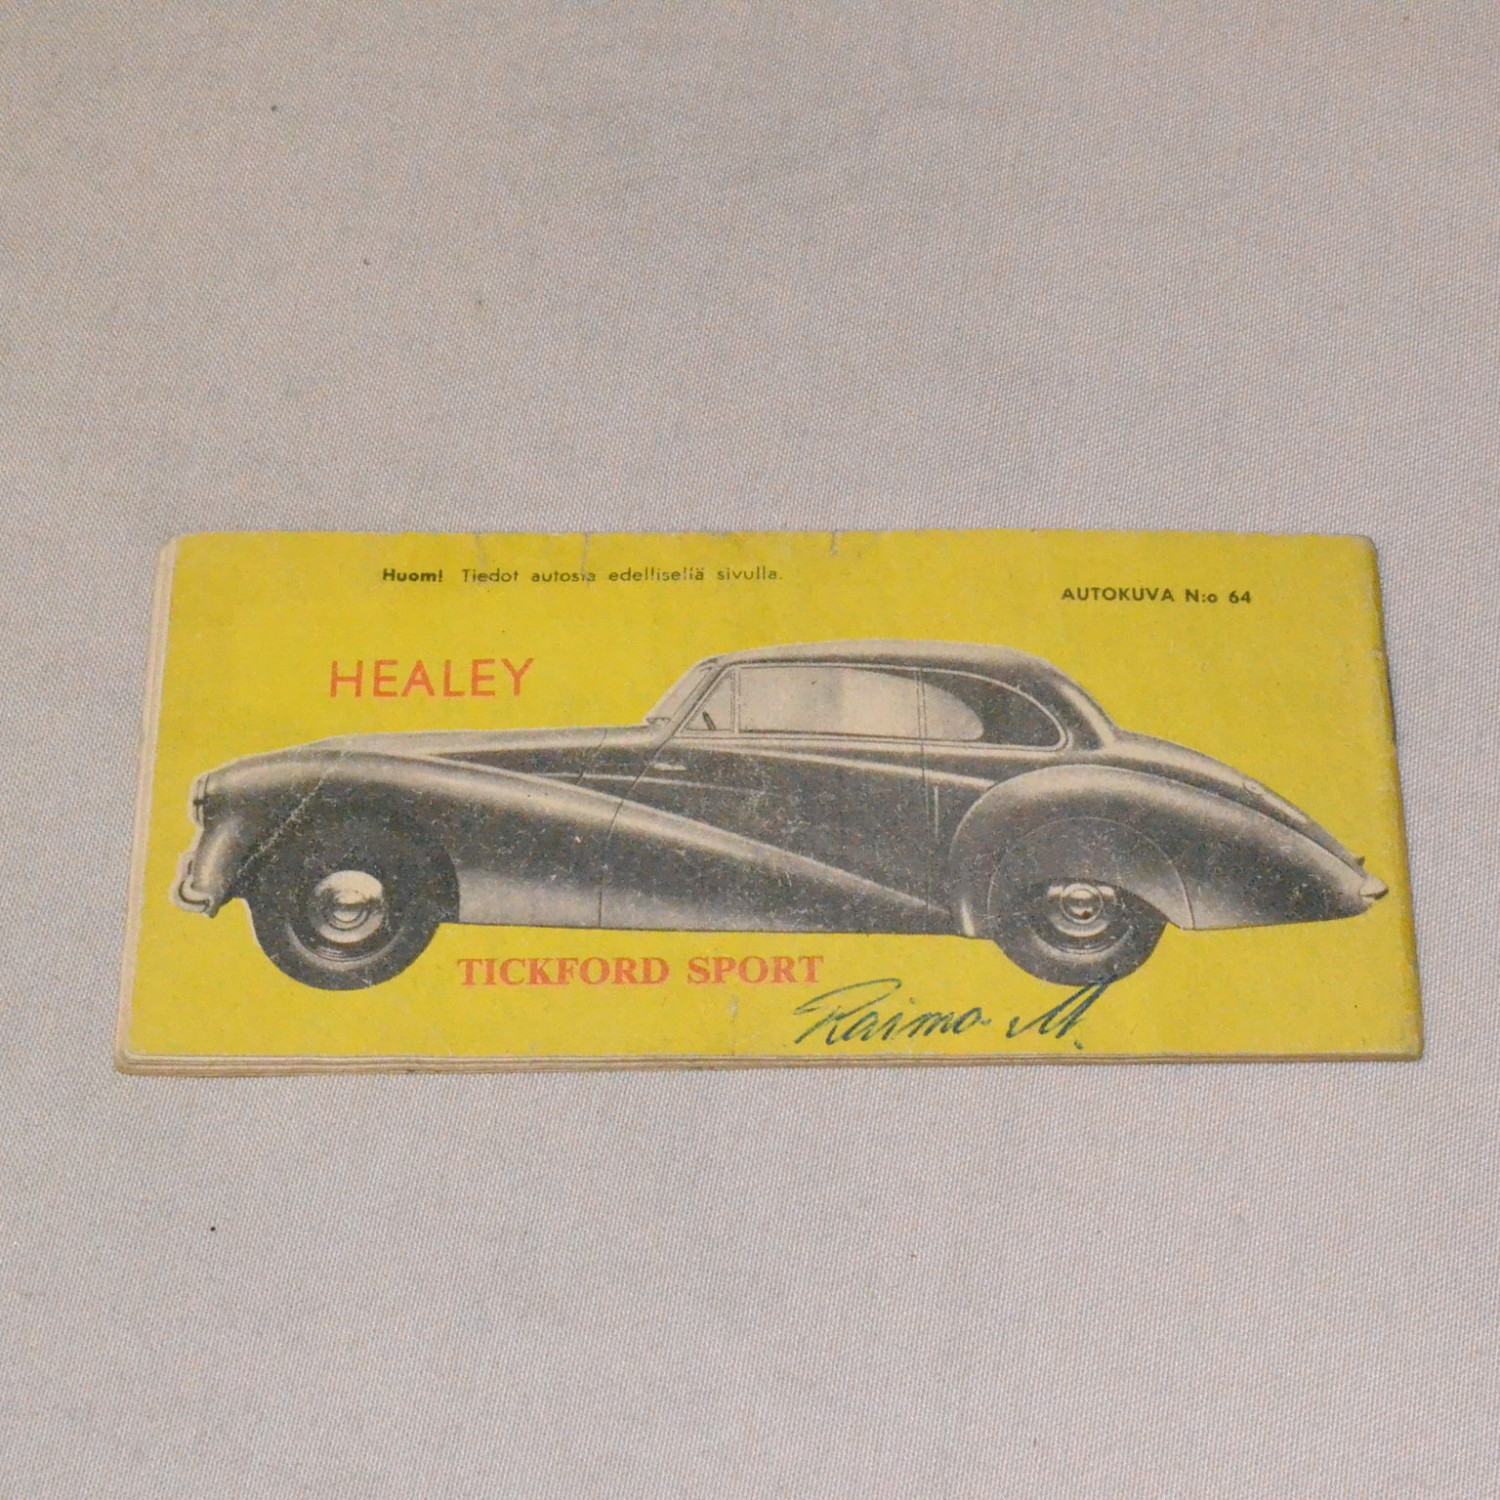 Huom! Tiedot autosta edellisellä sivulla.
AUTOKUVA N:o 64
HEALEY
TICKFORD SPORT
Raimo M.